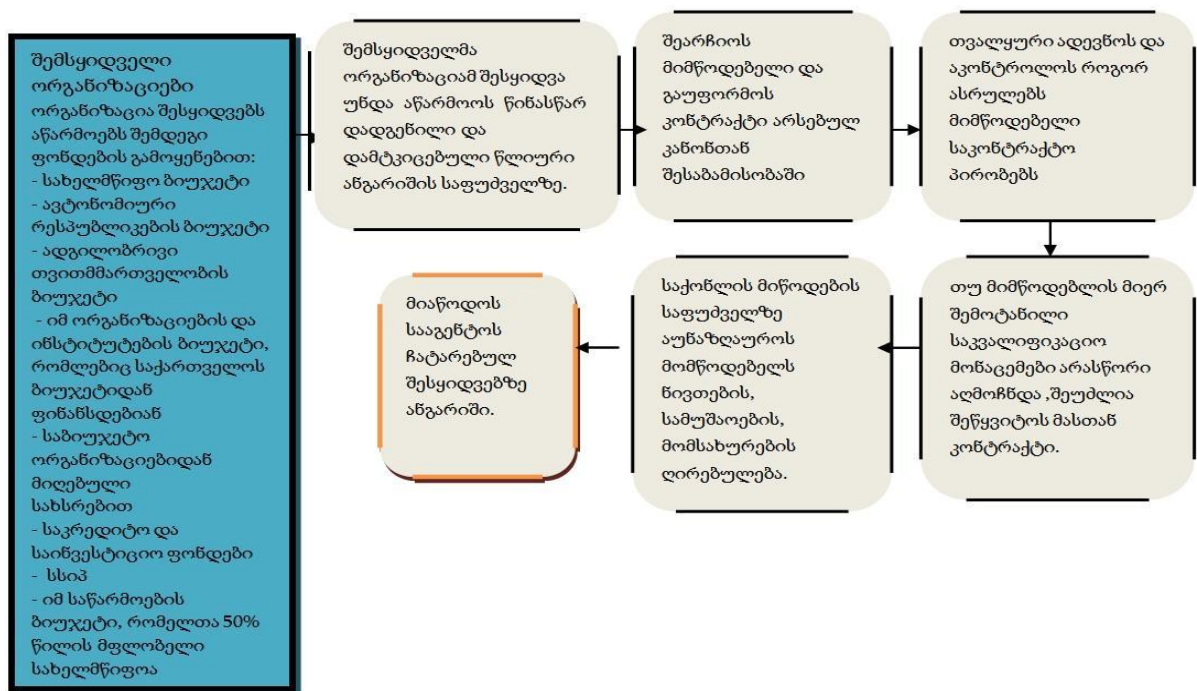 შემსყიდველი
ორგანიზაციები
ორგანიზაცია შესყიდვებს
აწარმოებს შემდეგი
ფონდების გამოყენებით:
- სახელმწიფო ბიუჯეტი
- ავტონომიური
რესპუბლიკების ბიუჯეტი
- ადგილობრივი
თვითმმართველობის
ბიუჯეტი
- იმ ორგანიზაციების და
ინსტიტუტების ბიუჯეტი,
რომლებიც საქართველოს
ბიუჯეტიდან
ფინანსდებიან
- საბიუჯეტო
ორგანიზაციებიდან
მიღებული
სახსრებით
- საკრედიტო და
საინვესტიციო ფონდები
- სსიპ
- იმ საწარმოების
ბიუჯეტი, რომელთა 50%
წილის მფლობელი
სახელმწიფოა
შემსყიდველმა
ორგანიზაციამ შესყიდვა
უნდა აწარმოოს წინასწარ
დადგენილი და
დამტკიცებული წლიური
ანგარიშის საფუძველზე.
შეარჩიოს
მიმწოდებელი და
გაუფორმოს
კონტრაქტი არსებულ
კანონთან
შესაბამისობაში
თვალყური ადევნოს და
აკონტროლოს როგორ
ასრულებს
მიმწოდებელი
საკონტრაქტო
პირობებს
თუ მიმწოდებლის მიერ
შემოტანილი
საკვალიფიკაციო
მონაცემები არასწორი
აღმოჩნდა ,შეუძლია
შეწყვიტოს მასთან
კონტრაქტი.
საქონლის მიწოდების
საფუძველზე
აუნაზღაუროს
მომწოდებელს
ნივთების,
სამუშაოების,
მომსახურების
ღირებულება.
მიაწოდოს
სააგენტოს
ჩატარებულ
შესყიდვებზე
ანგარიში.